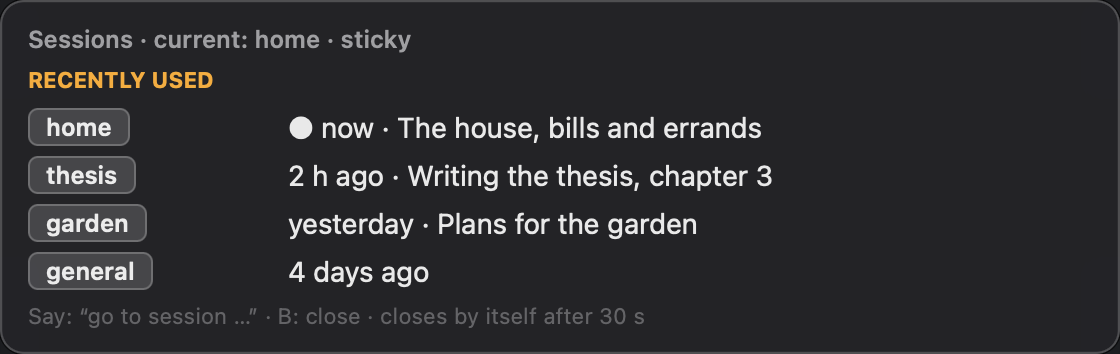 Sessions · current: home · sticky
RECENTLY USED
home ● now · The house, bills and errands
thesis 2 h ago · Writing the thesis, chapter 3
garden yesterday · Plans for the garden
general 4 days ago
Say: “go to session …” · B: close · closes by itself after 30 s